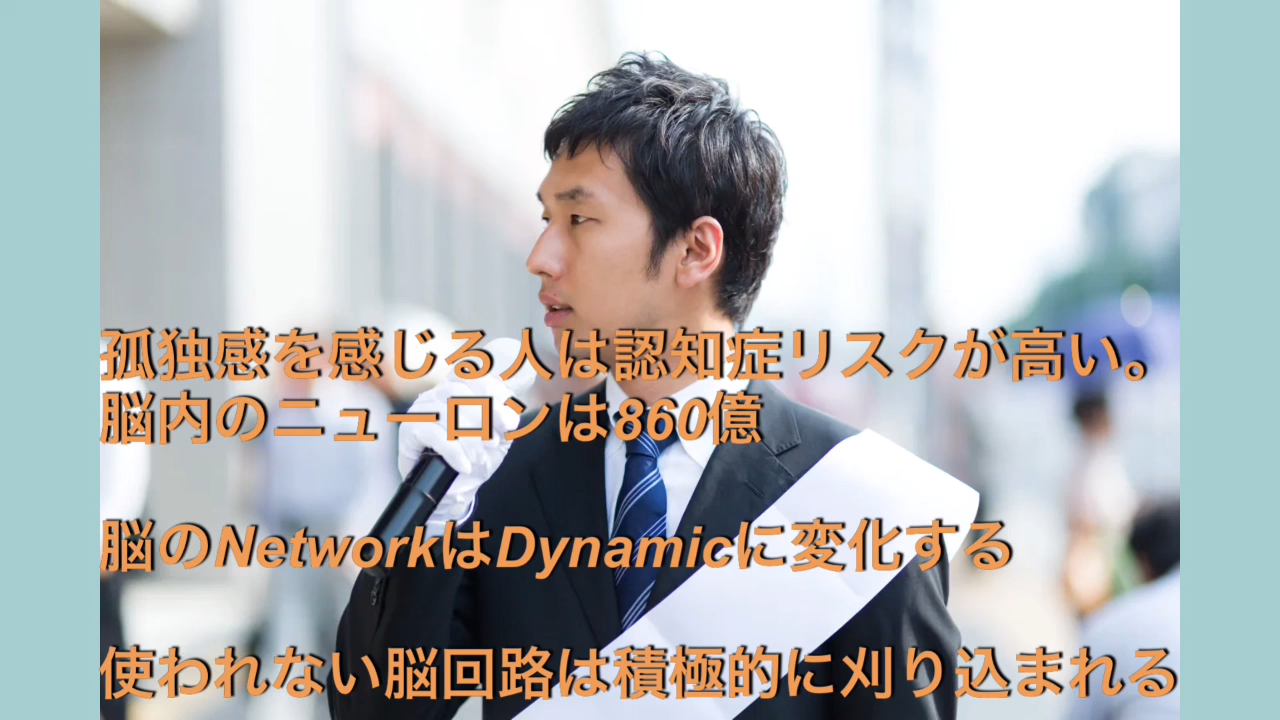 孤独感を感じる人は認知症リスクが高い。
脳内のニューロンは860億
脳のNetworkはDynamicに変化する
使われない脳回路は積極的に刈り込まれる